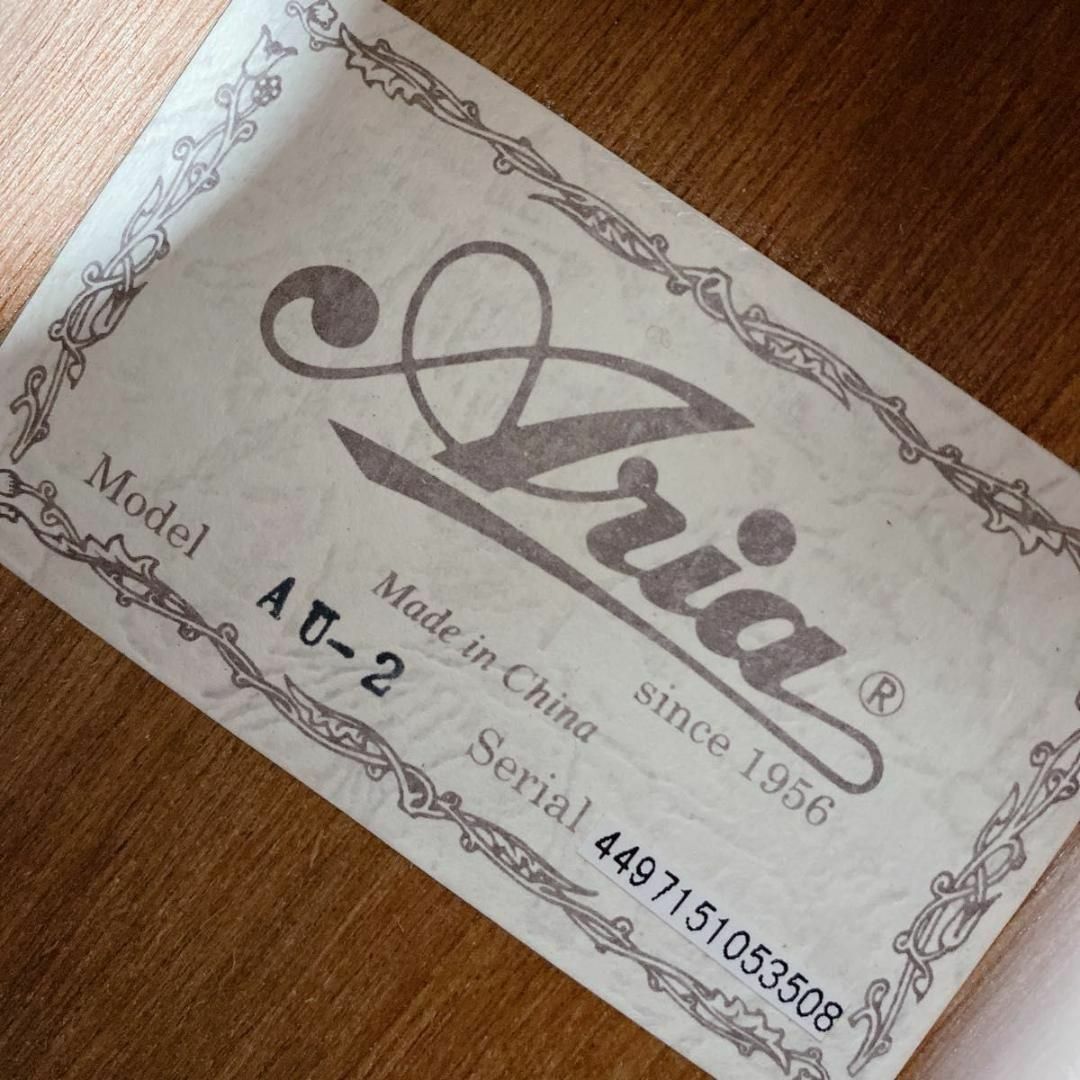 Aria®
since 1956
Made in China
Model AU-2
Serial 4497151053508